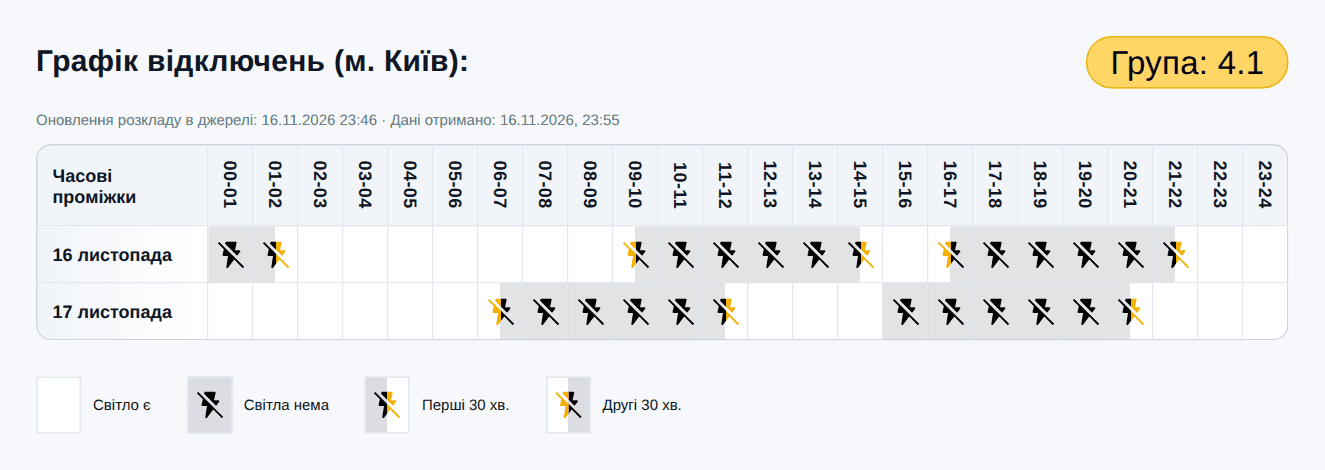 Графік відключень (м. Київ):
Група: 4.1
Оновлення розкладу в джерелі: 16.11.2026 23:46 · Дані отримано: 16.11.2026, 23:55
Часові
проміжки
00-01
01-02
02-03
03-04
04-05
05-06
06-07
07-08
08-09
09-10
10-11
11-12
12-13
13-14
14-15
15-16
16-17
17-18
18-19
19-20
20-21
21-22
22-23
23-24
16 листопада
17 листопада
Світло є
Світла нема
Перші 30 хв.
Другі 30 хв.